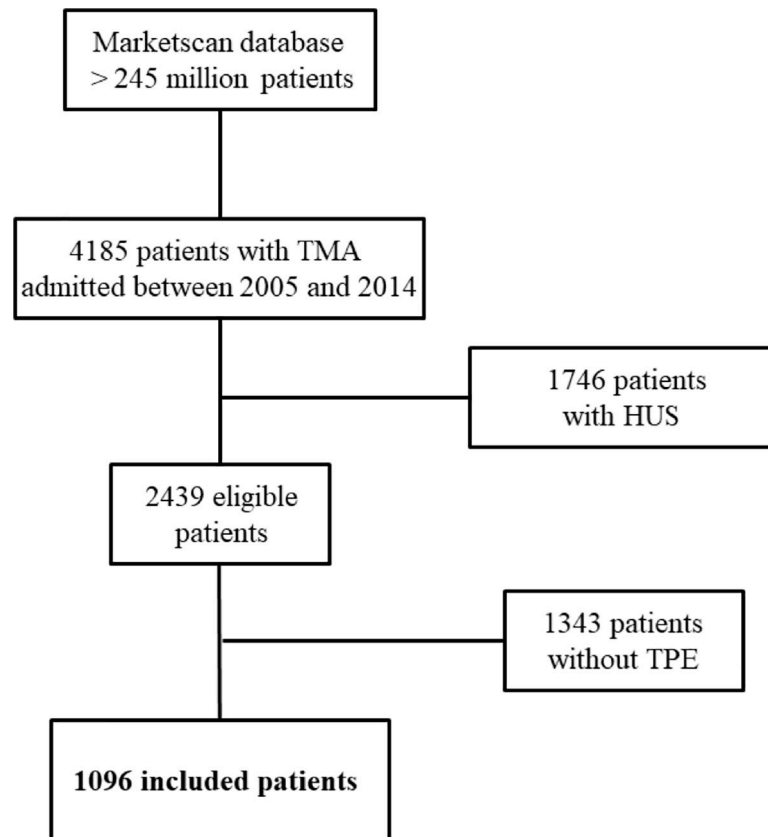 Marketscan database
> 245 million patients
4185 patients with TMA
admitted between 2005 and 2014
1746 patients
with HUS
2439 eligible
patients
1343 patients
without TPE
1096 included patients